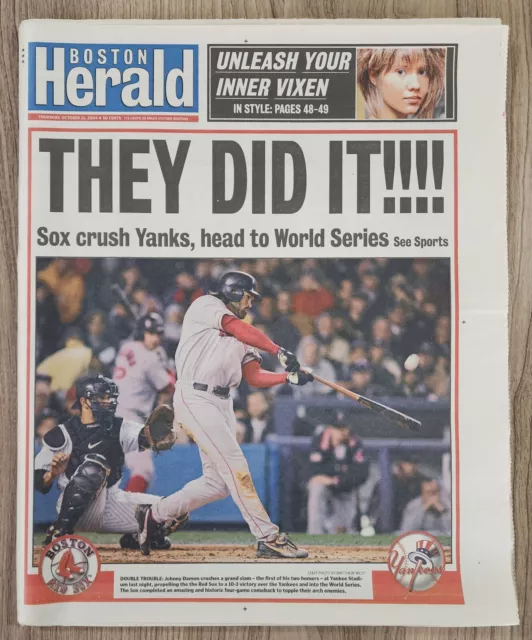 BOSTON
Herald
UNLEASH YOUR
INNER VIXEN
IN STYLE: PAGES 48-49
THURSDAY, OCTOBER 21, 2004 • 50 CENTS
THEY DID IT!!!!
Sox crush Yanks, head to World Series See Sports
BOSTON
RED SOX
Yankees
DOUBLE TROUBLE: Johnny Damon crushes a grand slam – the first of his two homers – at Yankee Stadi-
um last night, propelling the the Red Sox to a 10-3 victory over the Yankees and into the World Series.
The Sox completed an amazing and historic four-game comeback to topple their arch enemies.